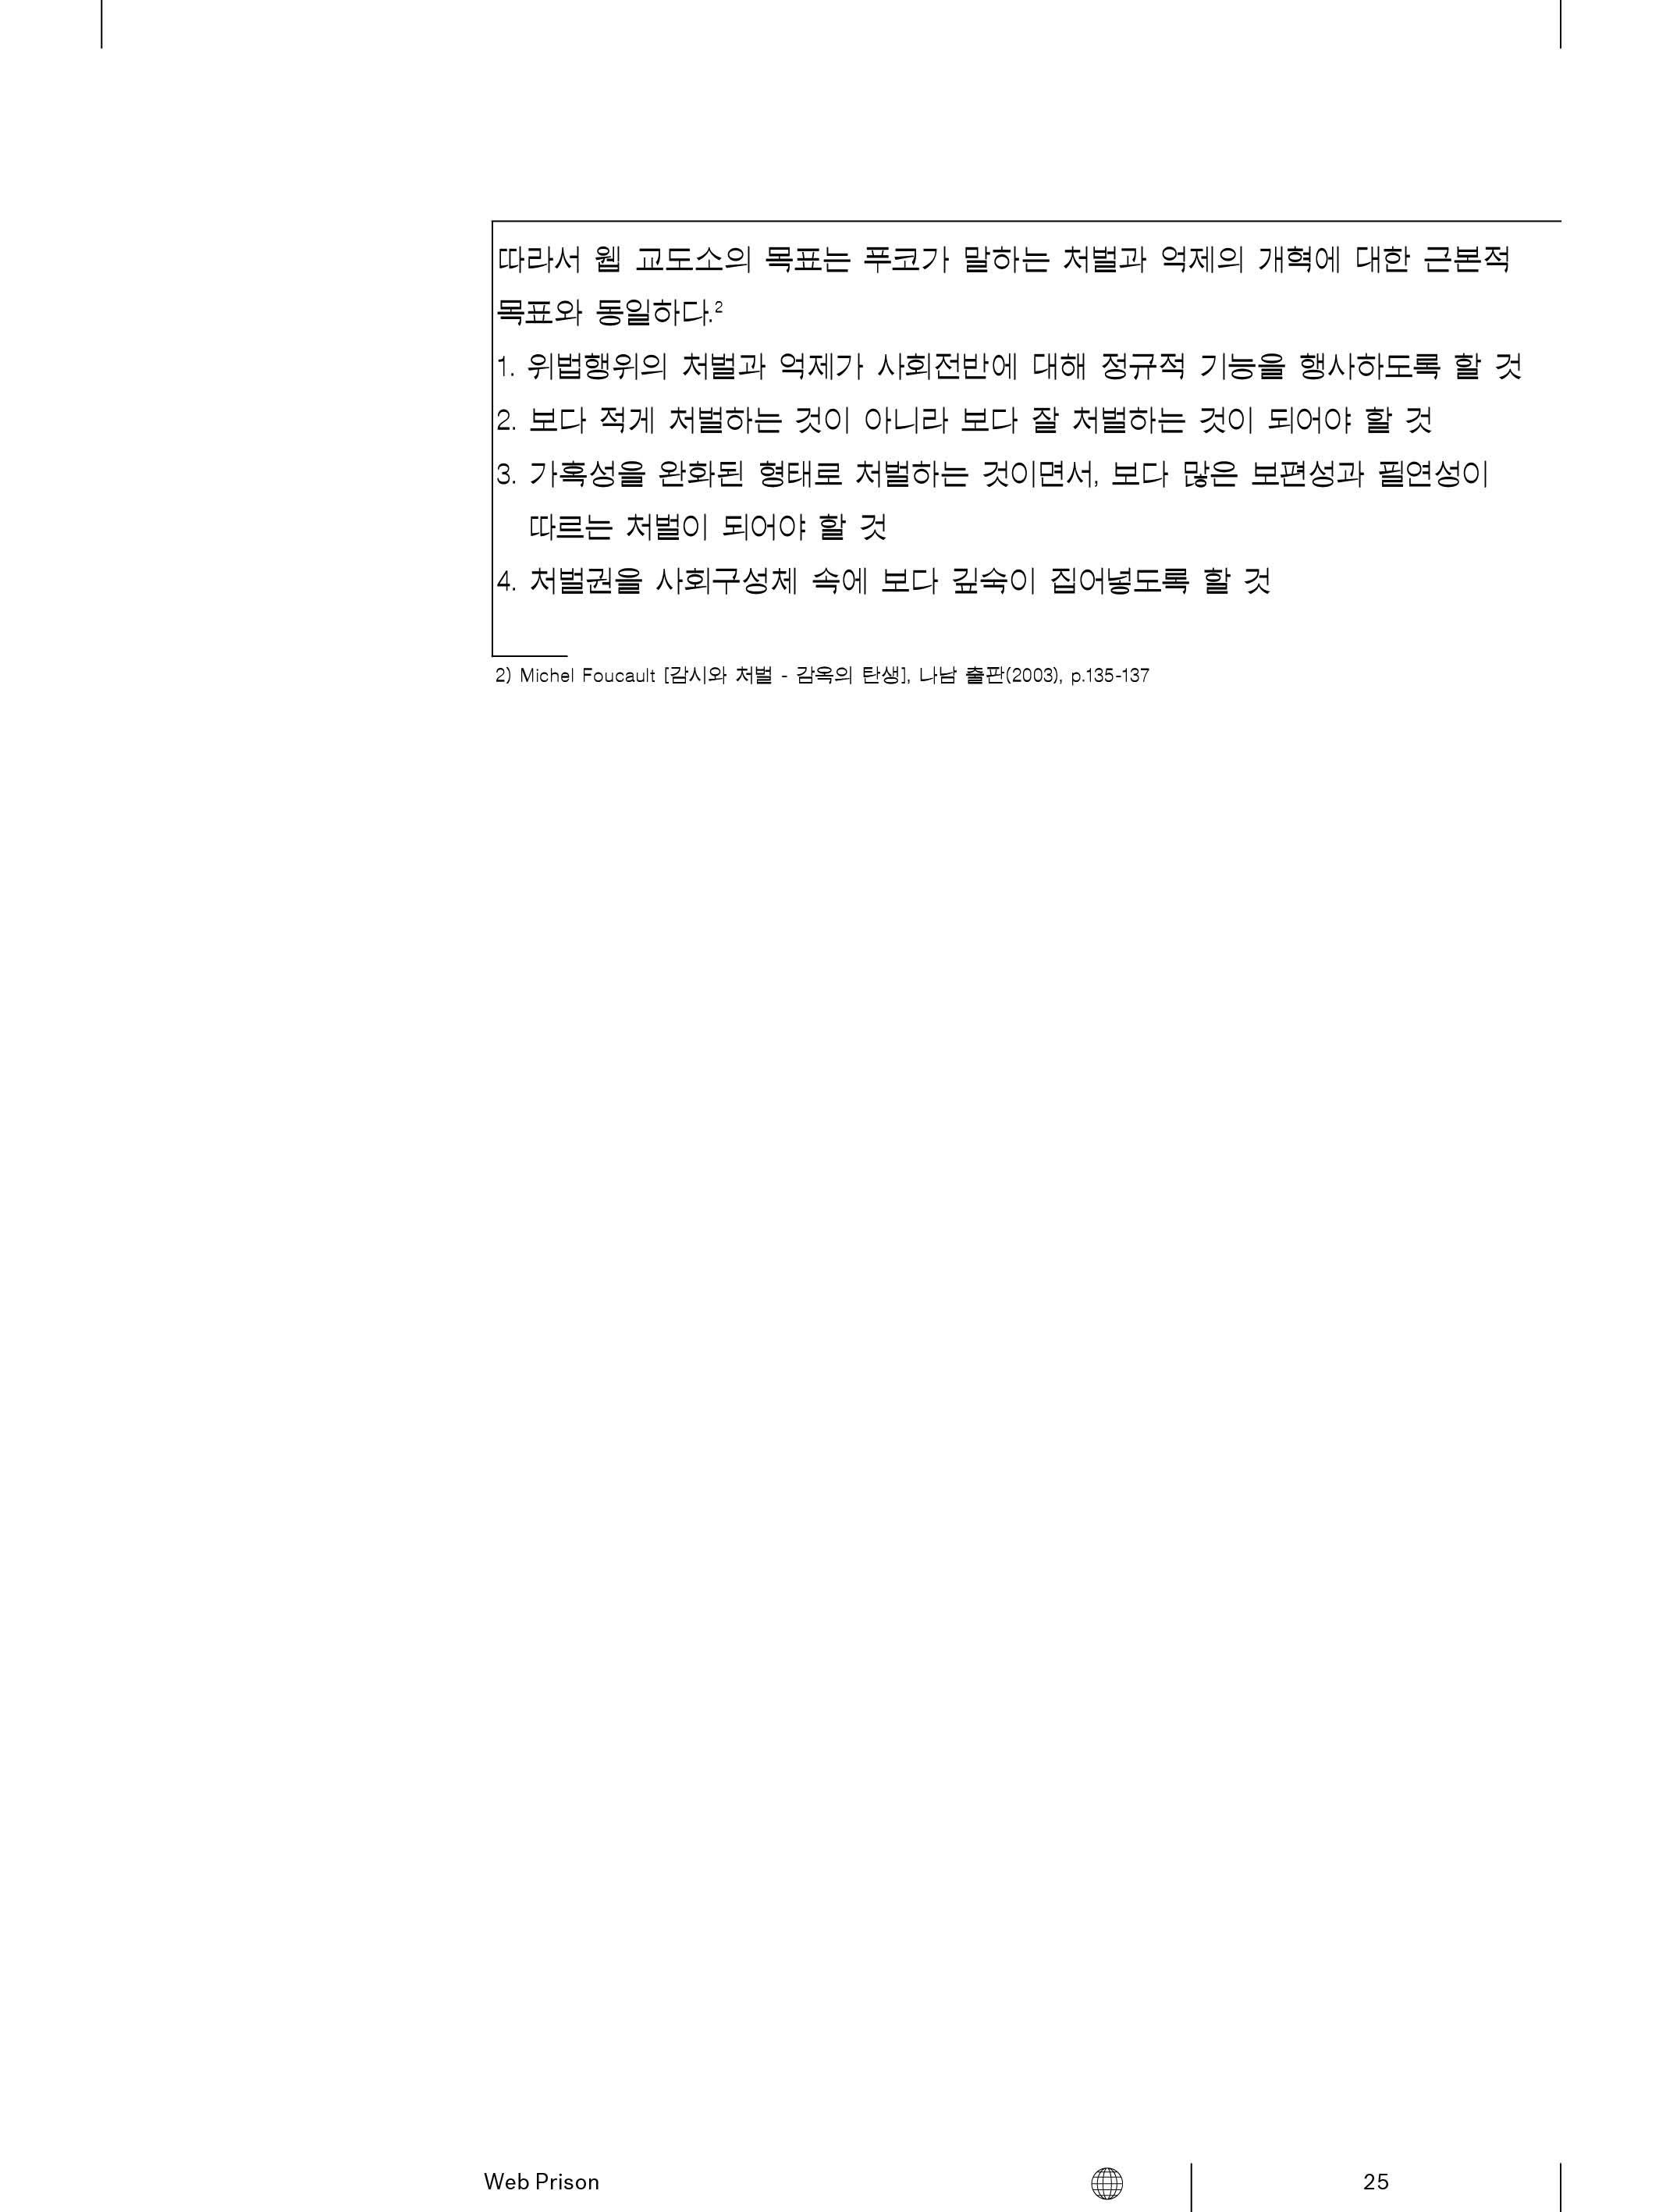 따라서 웹 교도소의 목표는 푸코가 말하는 처벌과 억제의 개혁에 대한 근본적
목표와 동일하다.²
1. 위법행위의 처벌과 억제가 사회전반에 대해 정규적 기능을 행사하도록 할 것
2. 보다 적게 처벌하는 것이 아니라 보다 잘 처벌하는 것이 되어야 할 것
3. 가혹성을 완화된 형태로 처벌하는 것이면서, 보다 많은 보편성과 필연성이
따르는 처벌이 되어야 할 것
4. 처벌권을 사회구성체 속에 보다 깊숙이 집어넣도록 할 것
2) Michel Foucault [감시와 처벌 - 감옥의 탄생], 나남 출판(2003), p.135-137
Web Prison
25